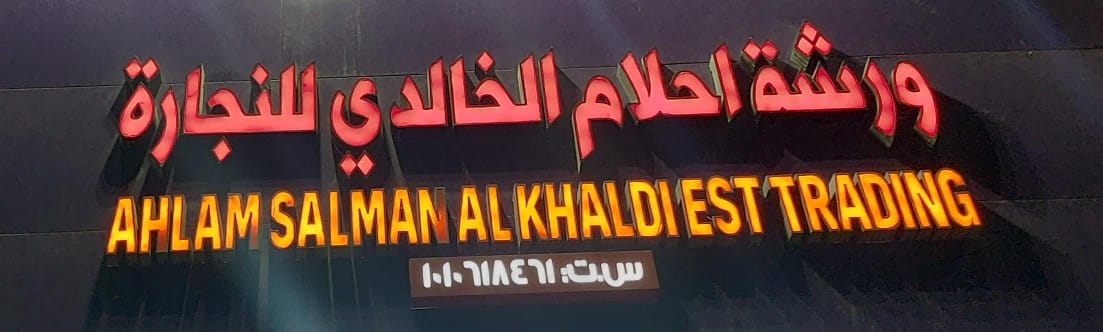 ورشة احلام الخالدي للنجارة
AHLAM SALMAN AL KHALDI EST TRADING
س.ت: ١٠١٠٦١٨٤٦١